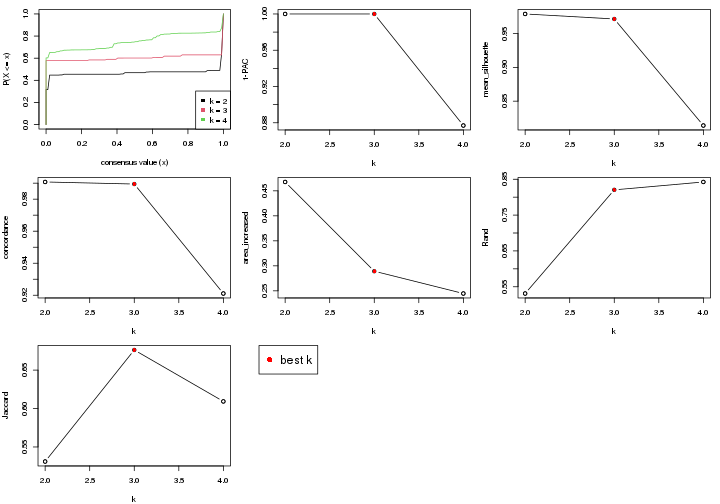 P(X <= x)
0.0 0.2 0.4 0.6 0.8 1.0
k = 2
k = 3
k = 4
0.0 0.2 0.4 0.6 0.8 1.0
consensus value (x)
1-PAC
0.88 0.92 0.96 1.00
2.0 2.5 3.0 3.5 4.0
k
mean_silhouette
0.85 0.90 0.95
2.0 2.5 3.0 3.5 4.0
k
concordance
0.92 0.94 0.96 0.98
2.0 2.5 3.0 3.5 4.0
k
area_increased
0.25 0.30 0.35 0.40 0.45
2.0 2.5 3.0 3.5 4.0
k
Rand
0.55 0.65 0.75 0.85
2.0 2.5 3.0 3.5 4.0
k
Jaccard
0.55 0.60 0.65
2.0 2.5 3.0 3.5 4.0
k
best k